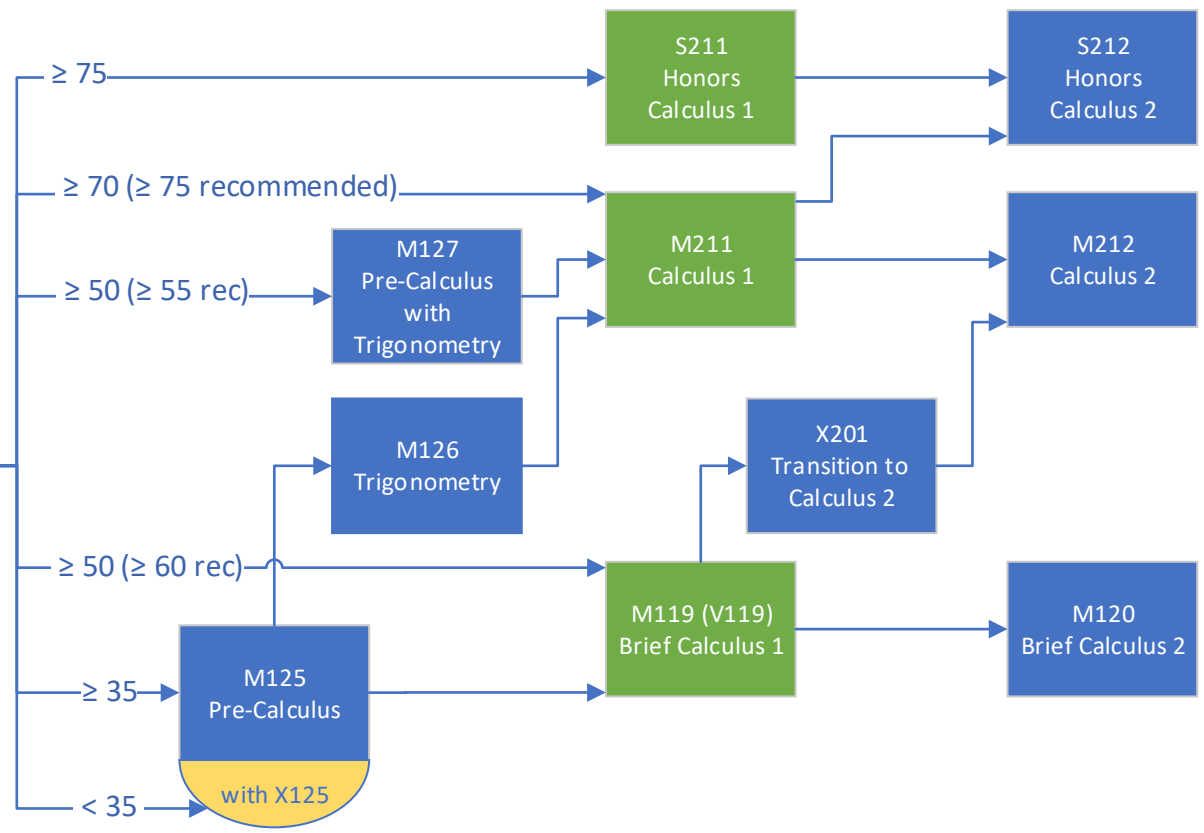 ≥ 75
S211
Honors
Calculus 1
S212
Honors
Calculus 2
≥ 70 (≥ 75 recommended)
M211
Calculus 1
M212
Calculus 2
≥ 50 (≥ 55 rec)
M127
Pre-Calculus
with
Trigonometry
M126
Trigonometry
X201
Transition to
Calculus 2
≥ 50 (≥ 60 rec)
M119 (V119)
Brief Calculus 1
M120
Brief Calculus 2
≥ 35
M125
Pre-Calculus
< 35
with X125